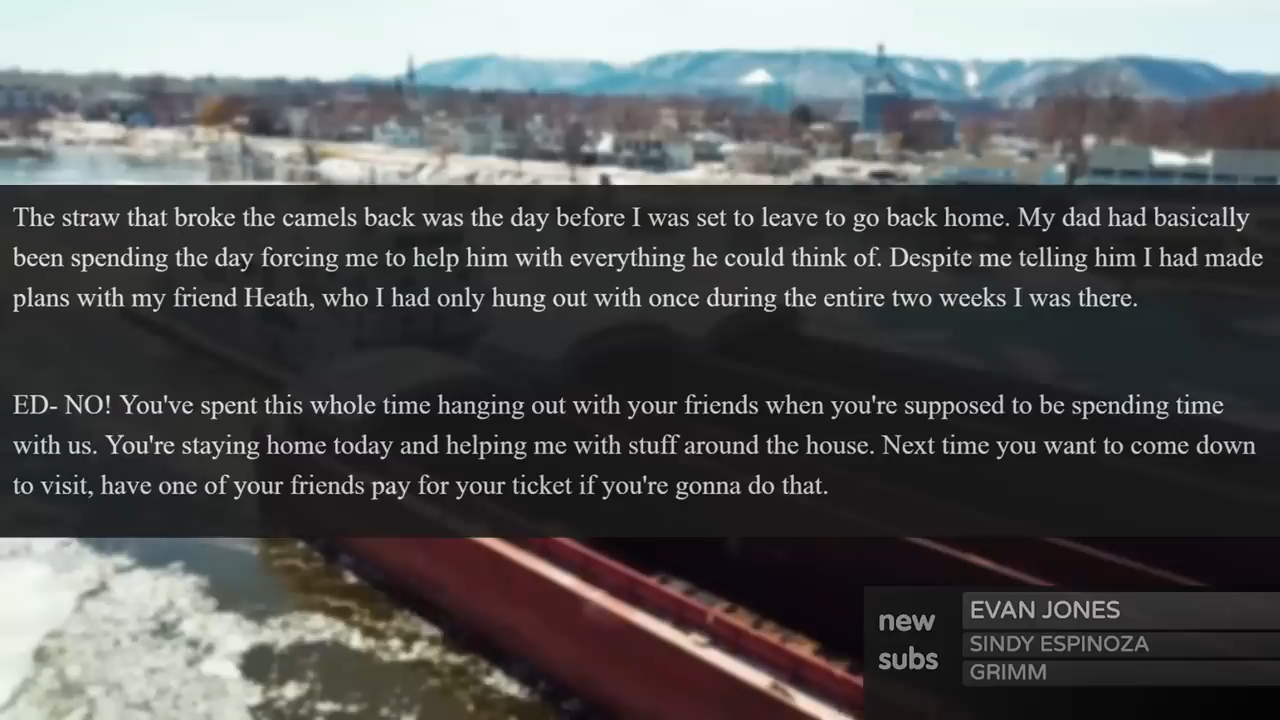 The straw that broke the camels back was the day before I was set to leave to go back home. My dad had basically
been spending the day forcing me to help him with everything he could think of. Despite me telling him I had made
plans with my friend Heath, who I had only hung out with once during the entire two weeks I was there.
ED- NO! You've spent this whole time hanging out with your friends when you're supposed to be spending time
with us. You're staying home today and helping me with stuff around the house. Next time you want to come down
to visit, have one of your friends pay for your ticket if you're gonna do that.
new
subs
EVAN JONES
SINDY ESPINOZA
GRIMM